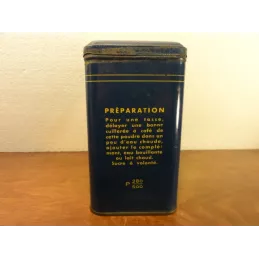 PRÉPARATION
Pour une tasse,
délayer une bonne
cuillérée à café de
cette poudre dans un
peu d'eau chaude,
ajouter le complé-
ment, eau bouillante
ou lait chaud.
Sucre à volonté.
P